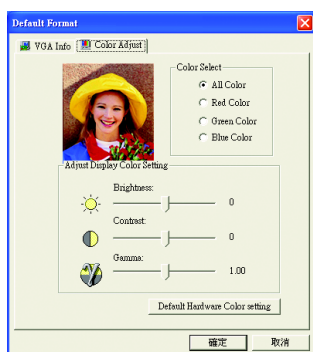 Default Format
VGA Info
Color Adjust
Color Select
All Color
Red Color
Green Color
Blue Color
Adjust Display Color Setting
Brightness:
0
Contrast:
0
Gamma:
1.00
Default Hardware Color setting
確定
取消